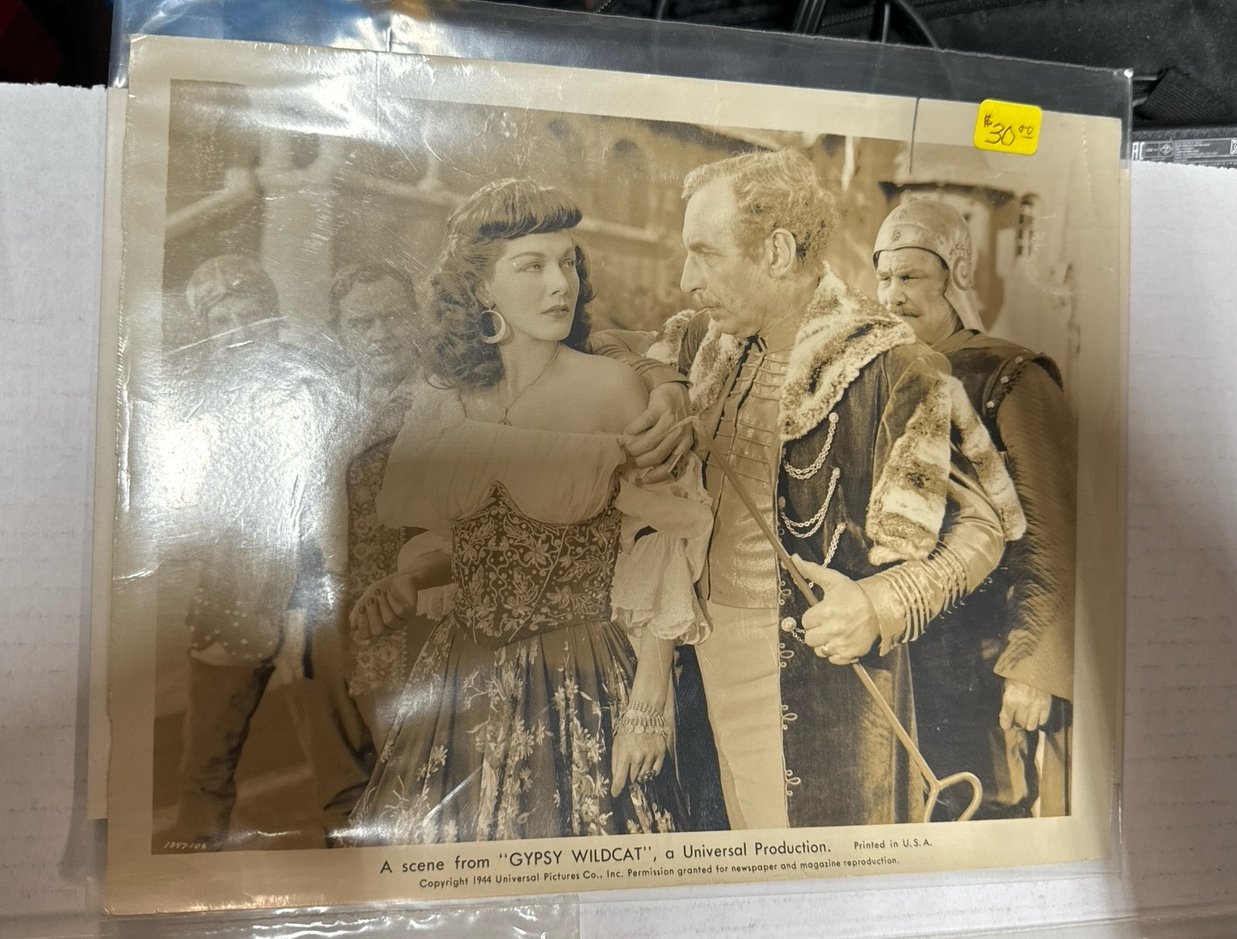 $30.00
1347-108
A scene from "GYPSY WILDCAT", a Universal Production. Printed in U.S.A.
Copyright 1944 Universal Pictures Co., Inc. Permission granted for newspaper and magazine reproduction.